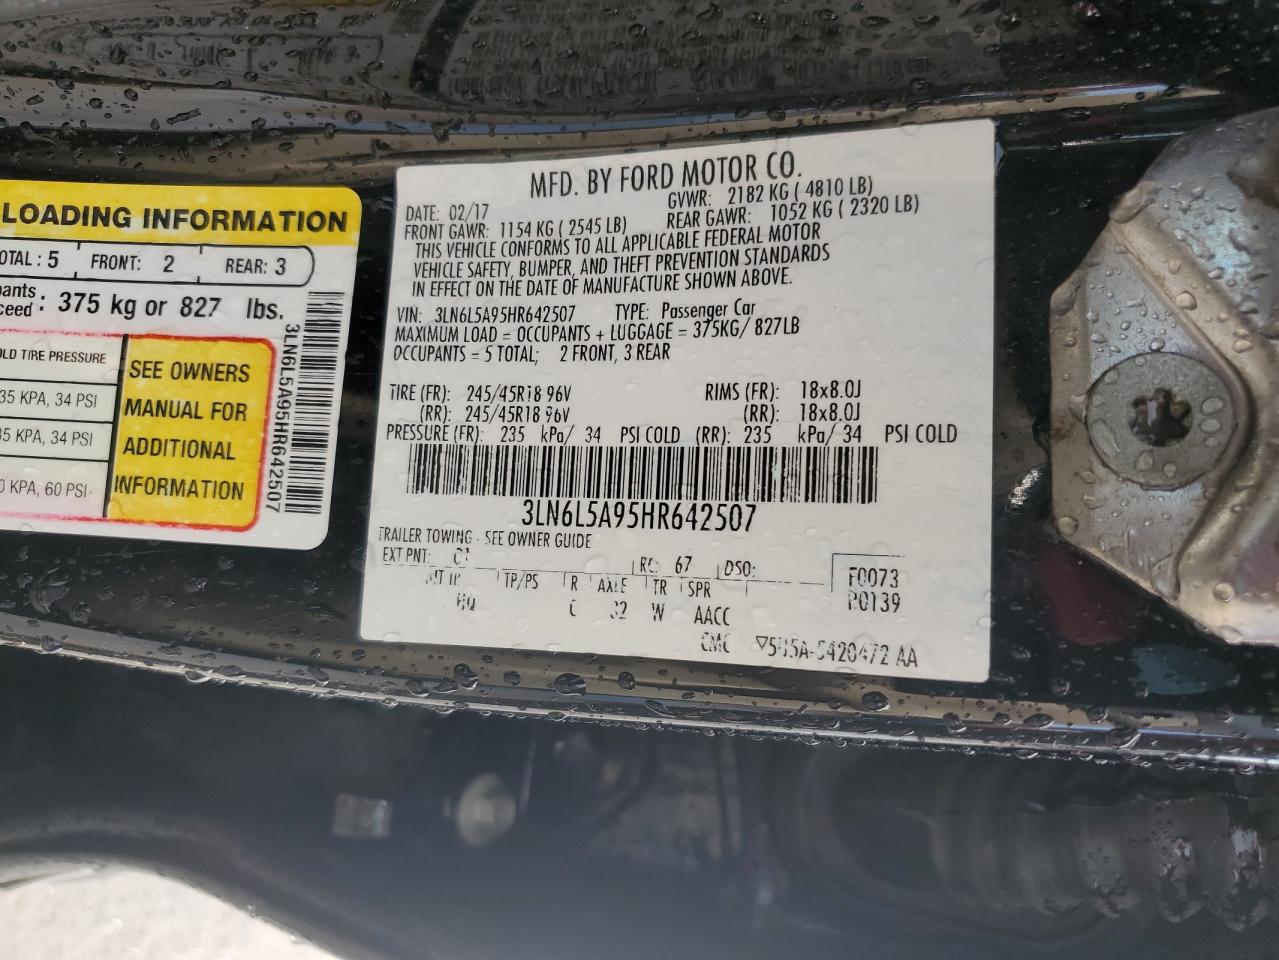 LOADING INFORMATION
OTAL : 5 FRONT: 2 REAR: 3
pants
ceed : 375 kg or 827 lbs.
OLD TIRE PRESSURE
35 KPA, 34 PSI
35 KPA, 34 PSI
0 KPA, 60 PSI
SEE OWNERS
MANUAL FOR
ADDITIONAL
INFORMATION
3LN6L5A95HR642507
MFD. BY FORD MOTOR CO.
DATE: 02/17 GVWR: 2182 KG ( 4810 LB)
FRONT GAWR: 1154 KG ( 2545 LB) REAR GAWR: 1052 KG ( 2320 LB)
THIS VEHICLE CONFORMS TO ALL APPLICABLE FEDERAL MOTOR
VEHICLE SAFETY, BUMPER, AND THEFT PREVENTION STANDARDS
IN EFFECT ON THE DATE OF MANUFACTURE SHOWN ABOVE.
VIN: 3LN6L5A95HR642507 TYPE: Passenger Car
MAXIMUM LOAD = OCCUPANTS + LUGGAGE = 375KG/ 827LB
OCCUPANTS = 5 TOTAL; 2 FRONT, 3 REAR
TIRE (FR): 245/45R18 96V RIMS (FR): 18x8.0J
(RR): 245/45R18 96V (RR): 18x8.0J
PRESSURE (FR): 235 kPa/ 34 PSI COLD (RR): 235 kPa/ 34 PSI COLD
3LN6L5A95HR642507
TRAILER TOWING - SEE OWNER GUIDE
EXT PNT: RC: 67 DSO: F0073
TP/PS R AXLE TR SPR R0139
HQ C W AACC
CMC 5420472 AA